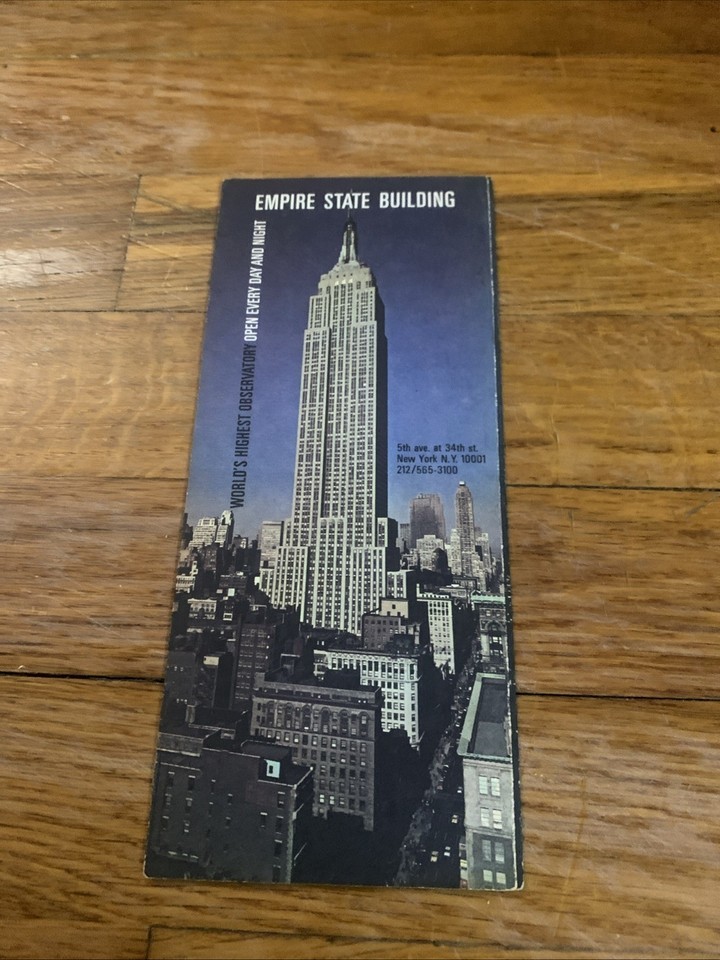 EMPIRE STATE BUILDING
WORLD'S HIGHEST OBSERVATORY OPEN EVERY DAY AND NIGHT
5th ave. at 34th st.
New York N.Y. 10001
212/565-3100